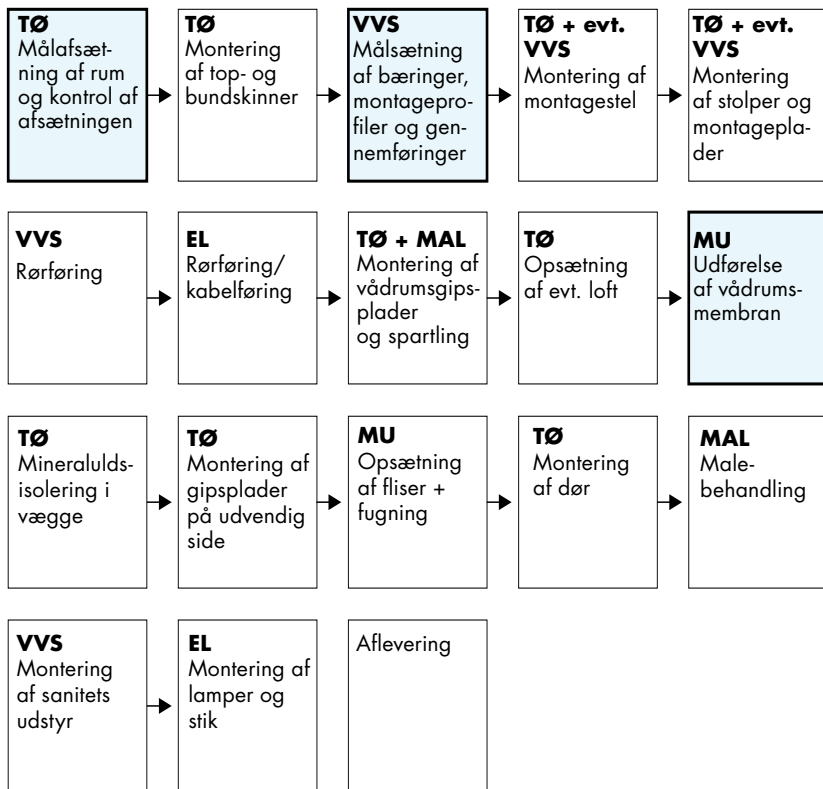 TØ
Målafsæt-
ning af rum
og kontrol af
afsætningen
TØ
Montering
af top- og
bundskinner
VVS
Målsætning
af bæringer,
montagepro-
filer og gen-
nemføringer
TØ + evt.
VVS
Montering af
montagestel
TØ + evt.
VVS
Montering
af stolper og
montagepla-
der
VVS
Rørføring
EL
Rørføring/
kabelføring
TØ + MAL
Montering af
vådrumsgips-
plader
og spartling
TØ
Opsætning
af evt. loft
MU
Udførelse
af vådrums-
membran
TØ
Mineralulds-
isolering i
vægge
TØ
Montering af
gipsplader
på udvendig
side
MU
Opsætning
af fliser +
fugning
TØ
Montering
af dør
MAL
Male-
behandling
VVS
Montering
af sanitets
udstyr
EL
Montering af
lamper og
stik
Aflevering